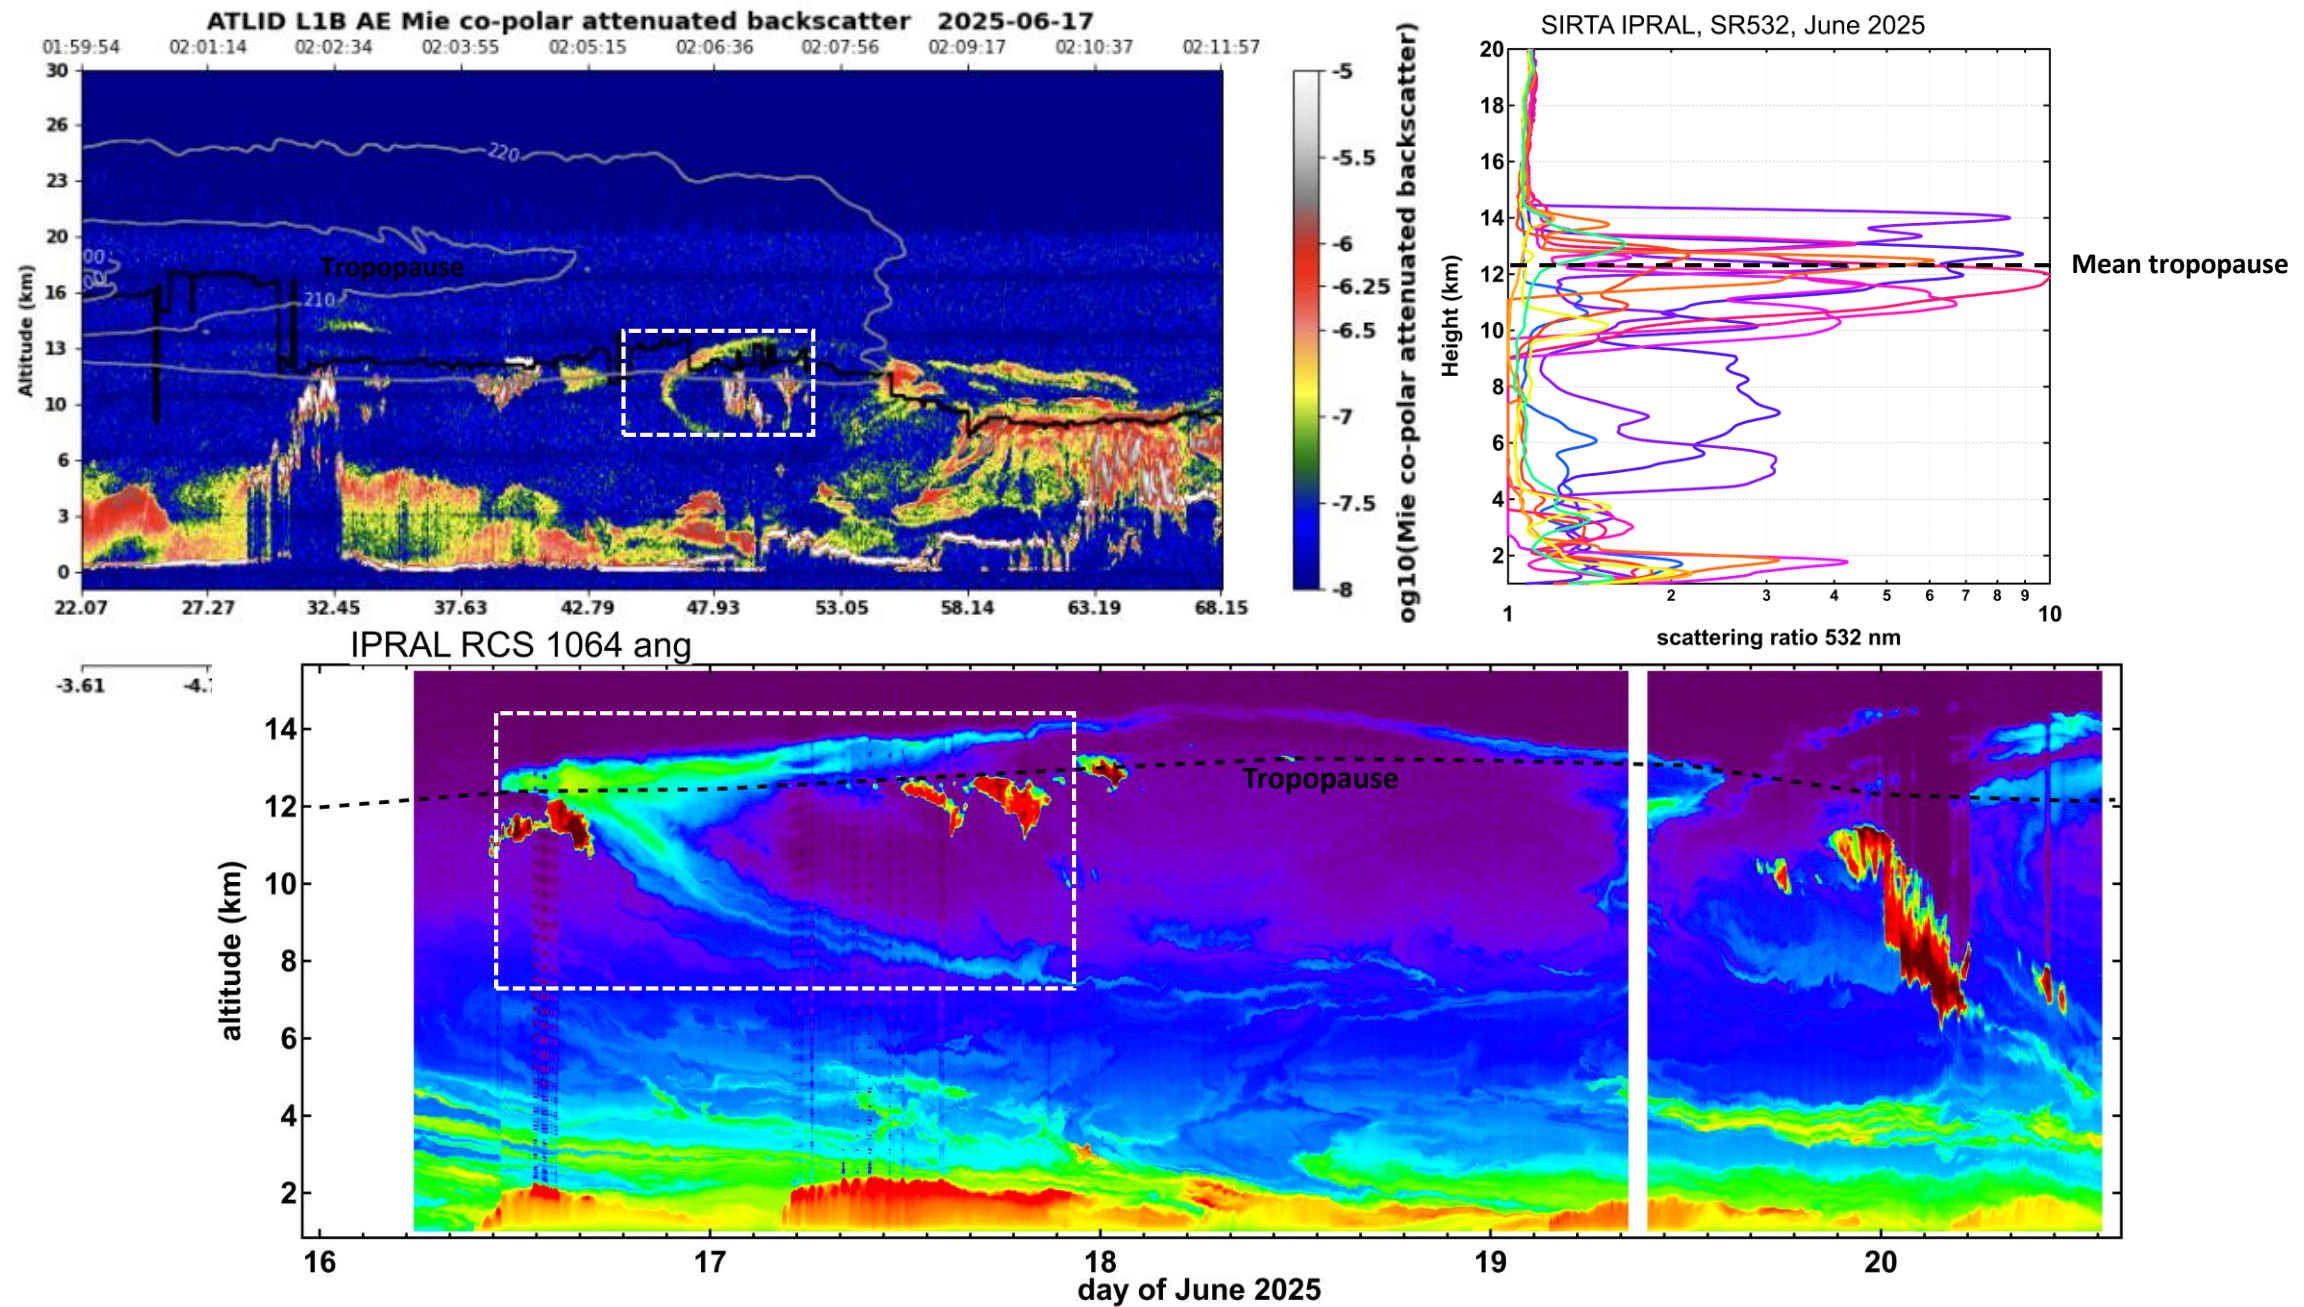 ATLID L1B AE Mie co-polar attenuated backscatter 2025-06-17
01:59:54 02:01:14 02:02:34 02:03:55 02:05:15 02:06:36 02:07:56 02:09:17 02:10:37 02:11:57
30
26
23
20
16
13
10
6
3
0
Altitude (km)
220
210
00
Tropopause
22.07 27.27 32.45 37.63 42.79 47.93 53.05 58.14 63.19 68.15
-5
-5.5
-6
-6.25
-6.5
-7
-7.5
-8
og10(Mie co-polar attenuated backscatter)
SIRTA IPRAL, SR532, June 2025
20
18
16
14
12
10
8
6
4
2
Height (km)
Mean tropopause
2 3 4 5 6 7 8 9
1 10
scattering ratio 532 nm
IPRAL RCS 1064 ang
-3.61 -4.
14
12
10
8
6
4
2
altitude (km)
Tropopause
16 17 18 19 20
day of June 2025